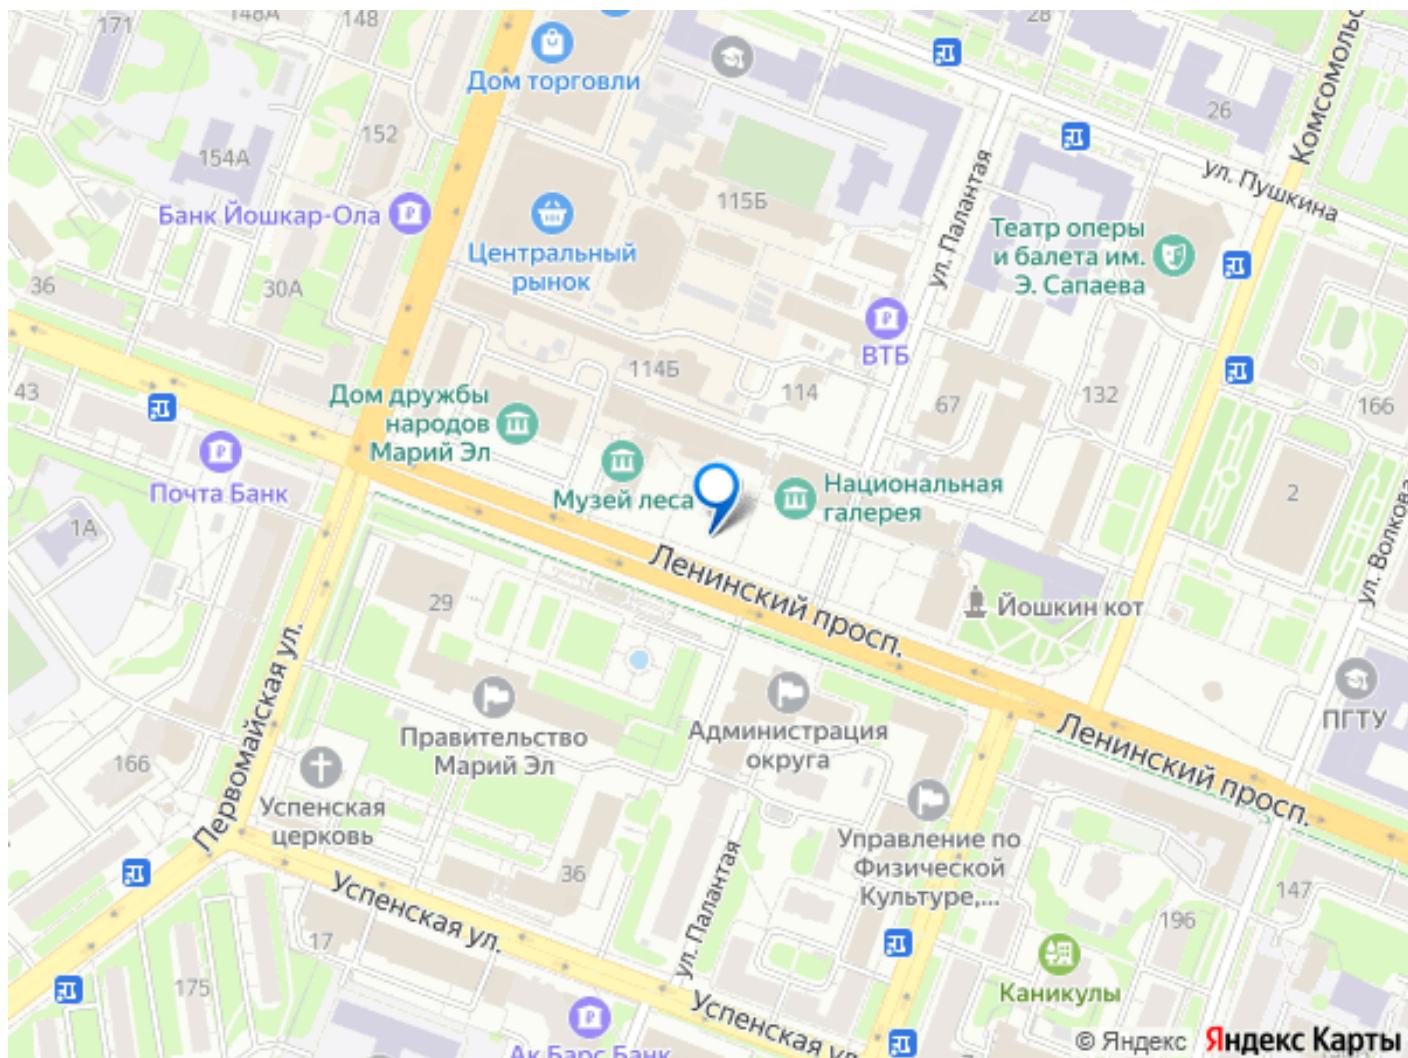 171
148А
148
28
Дом торговли
Комсомольс
152
26
154А
ул. Пушкина
115Б
ул. Палантая
Банк Йошкар-Ола
Театр оперы
и балета им.
Э. Сапаева
Центральный
рынок
36
30А
ВТБ
114Б
114
43
Дом дружбы
народов
Марий Эл
67
132
166
Почта Банк
Музей леса
Национальная
галерея
2
1А
ул. Волкова
Ленинский просп.
29
Йошкин кот
Первомайская ул.
Правительство
Марий Эл
Администрация
округа
ПГТУ
Ленинский просп.
166
Успенская
церковь
Управление по
Физической
Культуре,...
36
147
Успенская ул.
ул. Палантая
196
17
175
Каникулы
Успенская ул.
Ак Барс Банк
© Яндекс Яндекс Карты